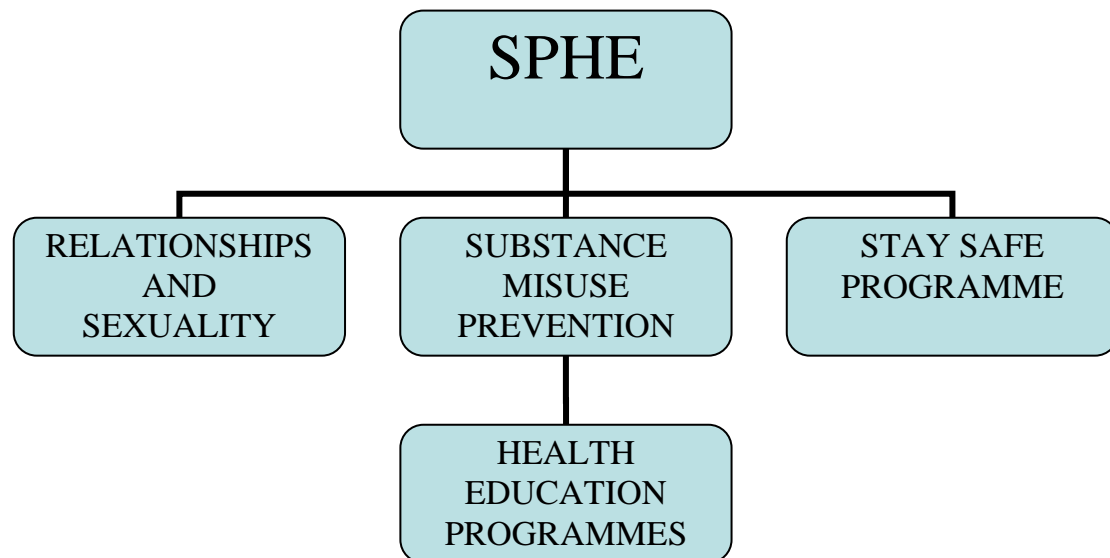 SPHE
RELATIONSHIPS
AND
SEXUALITY
SUBSTANCE
MISUSE
PREVENTION
STAY SAFE
PROGRAMME
HEALTH
EDUCATION
PROGRAMMES